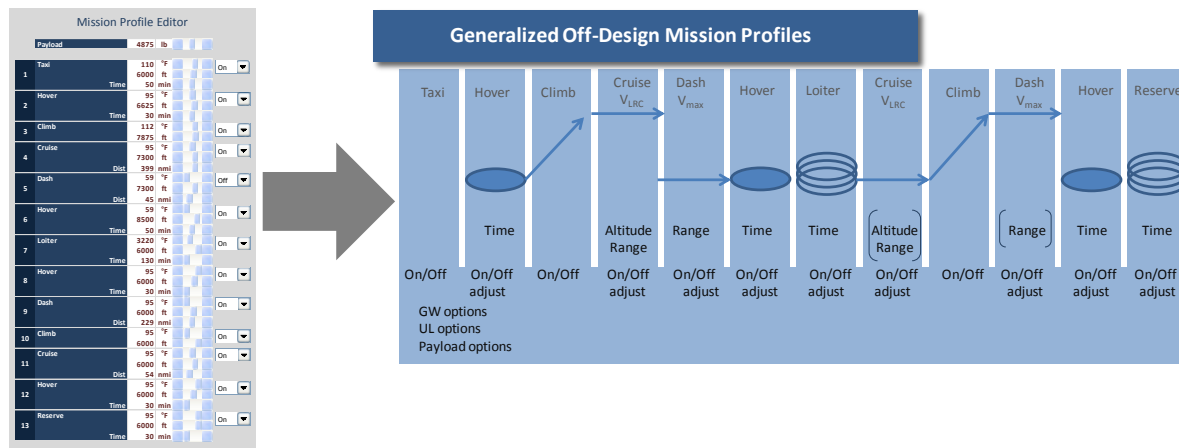 Mission Profile Editor
Payload 4875 lb
1 Taxi 110 °F On
6000 ft
Time 50 min
2 Hover 95 °F On
6625 ft
Time 30 min
3 Climb 112 °F On
7875 ft
4 Cruise 95 °F On
7300 ft
Dist 399 nmi
5 Dash 59 °F Off
7300 ft
Dist 45 nmi
6 Hover 59 °F On
8500 ft
Time 50 min
7 Loiter 3220 °F On
6000 ft
Time 130 min
8 Hover 95 °F On
6000 ft
Time 30 min
9 Dash 95 °F On
6000 ft
Dist 229 nmi
10 Climb 95 °F On
6000 ft
11 Cruise 95 °F On
6000 ft
Dist 54 nmi
12 Hover 95 °F On
6000 ft
Time 30 min
13 Reserve 95 °F On
6000 ft
Time 30 min
Generalized Off-Design Mission Profiles
Taxi Hover Climb Cruise VLRC Dash Vmax Hover Loiter Cruise VLRC Climb Dash Vmax Hover Reserve
Time Altitude Range Range Time Time Altitude Range Range Time Time
On/Off On/Off adjust On/Off On/Off adjust On/Off adjust On/Off adjust On/Off adjust On/Off adjust On/Off On/Off adjust On/Off adjust On/Off adjust
GW options
UL options
Payload options